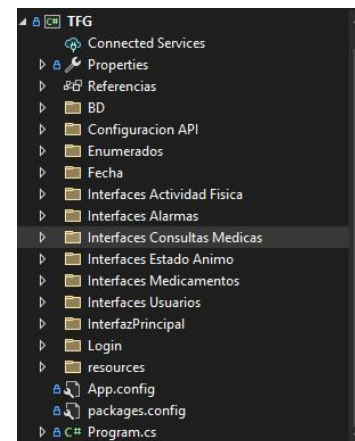 C# TFG
Connected Services
Properties
Referencias
BD
Configuracion API
Enumerados
Fecha
Interfaces Actividad Fisica
Interfaces Alarmas
Interfaces Consultas Medicas
Interfaces Estado Animo
Interfaces Medicamentos
Interfaces Usuarios
InterfazPrincipal
Login
resources
App.config
packages.config
C# Program.cs